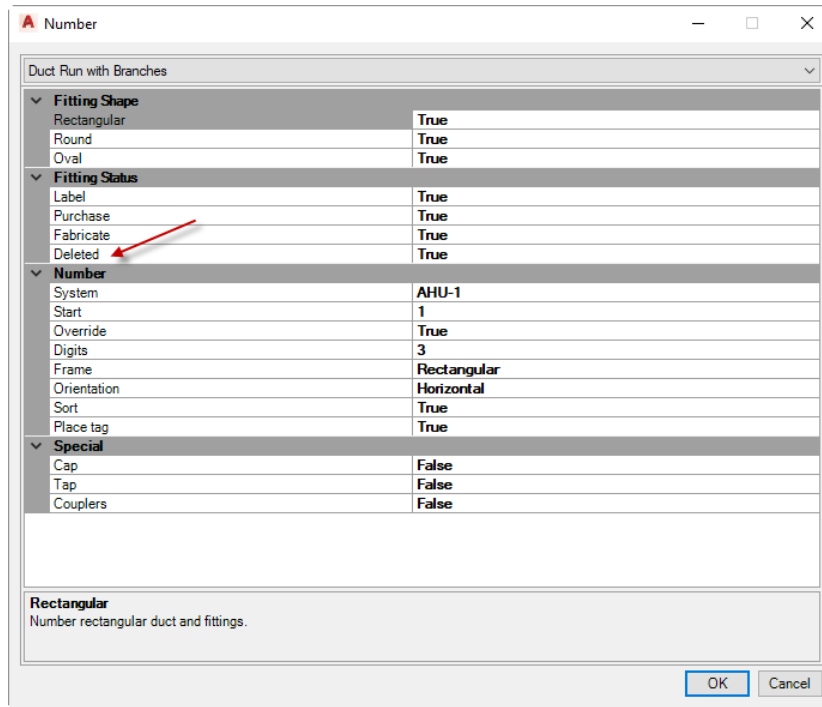 Number
Duct Run with Branches
Fitting Shape
Rectangular True
Round True
Oval True
Fitting Status
Label True
Purchase True
Fabricate True
Deleted True
Number
System AHU-1
Start 1
Override True
Digits 3
Frame Rectangular
Orientation Horizontal
Sort True
Place tag True
Special
Cap False
Tap False
Couplers False
Rectangular
Number rectangular duct and fittings.
OK Cancel